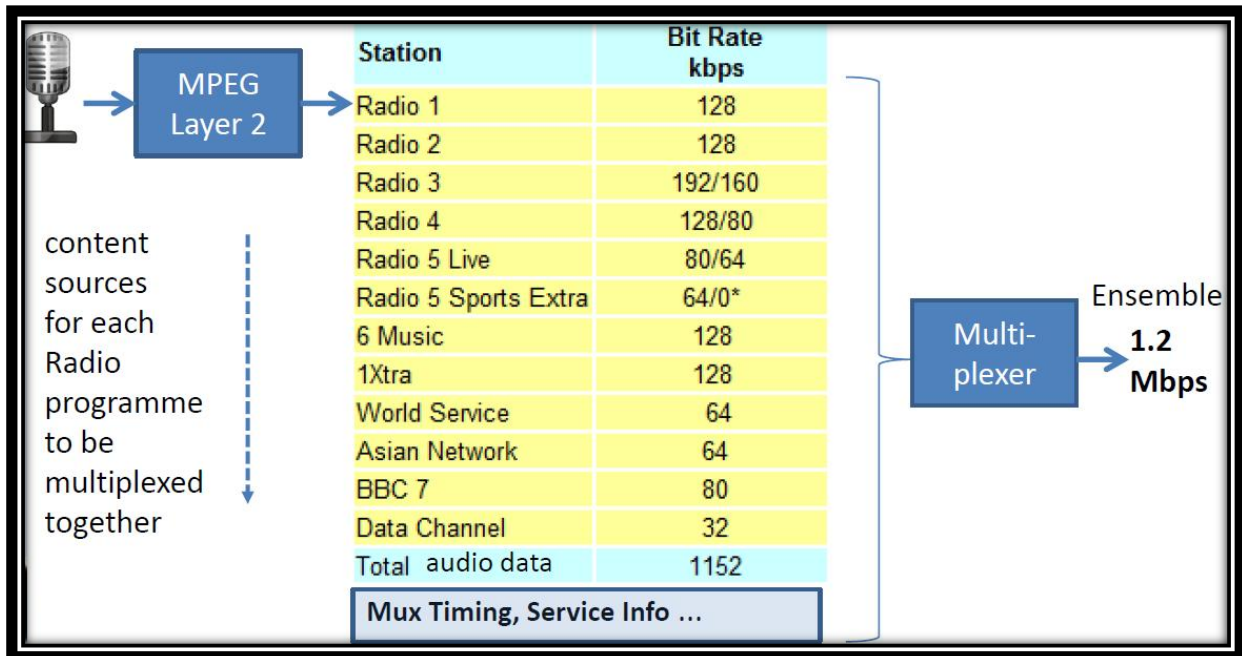 MPEG
Layer 2
content
sources
for each
Radio
programme
to be
multiplexed
together
Station Bit Rate
kbps
Radio 1 128
Radio 2 128
Radio 3 192/160
Radio 4 128/80
Radio 5 Live 80/64
Radio 5 Sports Extra 64/0*
6 Music 128
1Xtra 128
World Service 64
Asian Network 64
BBC 7 80
Data Channel 32
Total audio data 1152
Mux Timing, Service Info ...
Multi-
plexer
Ensemble
1.2
Mbps